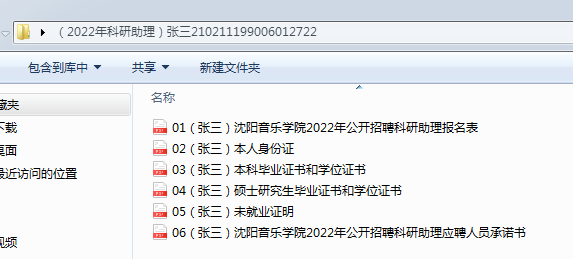 （2022年科研助理）张三210211199006012722
包含到库中 共享 新建文件夹
藏夹
下载
桌面
最近访问的位置
视频
名称
01（张三）沈阳音乐学院2022年公开招聘科研助理报名表
02（张三）本人身份证
03（张三）本科毕业证书和学位证书
04（张三）硕士研究生毕业证书和学位证书
05（张三）未就业证明
06（张三）沈阳音乐学院2022年公开招聘科研助理应聘人员承诺书